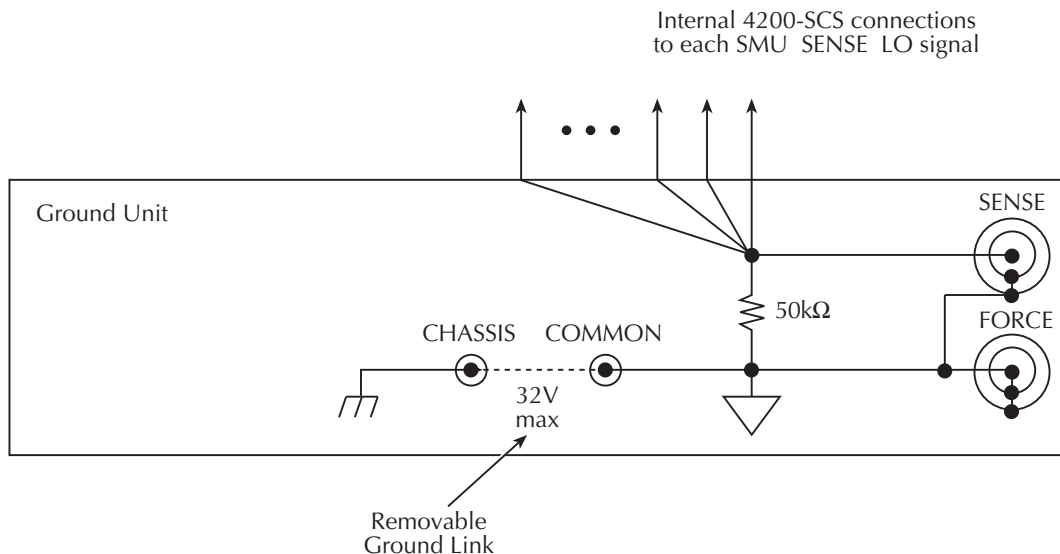 Internal 4200-SCS connections
to each SMU SENSE LO signal
Ground Unit
SENSE
50kΩ
FORCE
CHASSIS
COMMON
32V
max
Removable
Ground Link